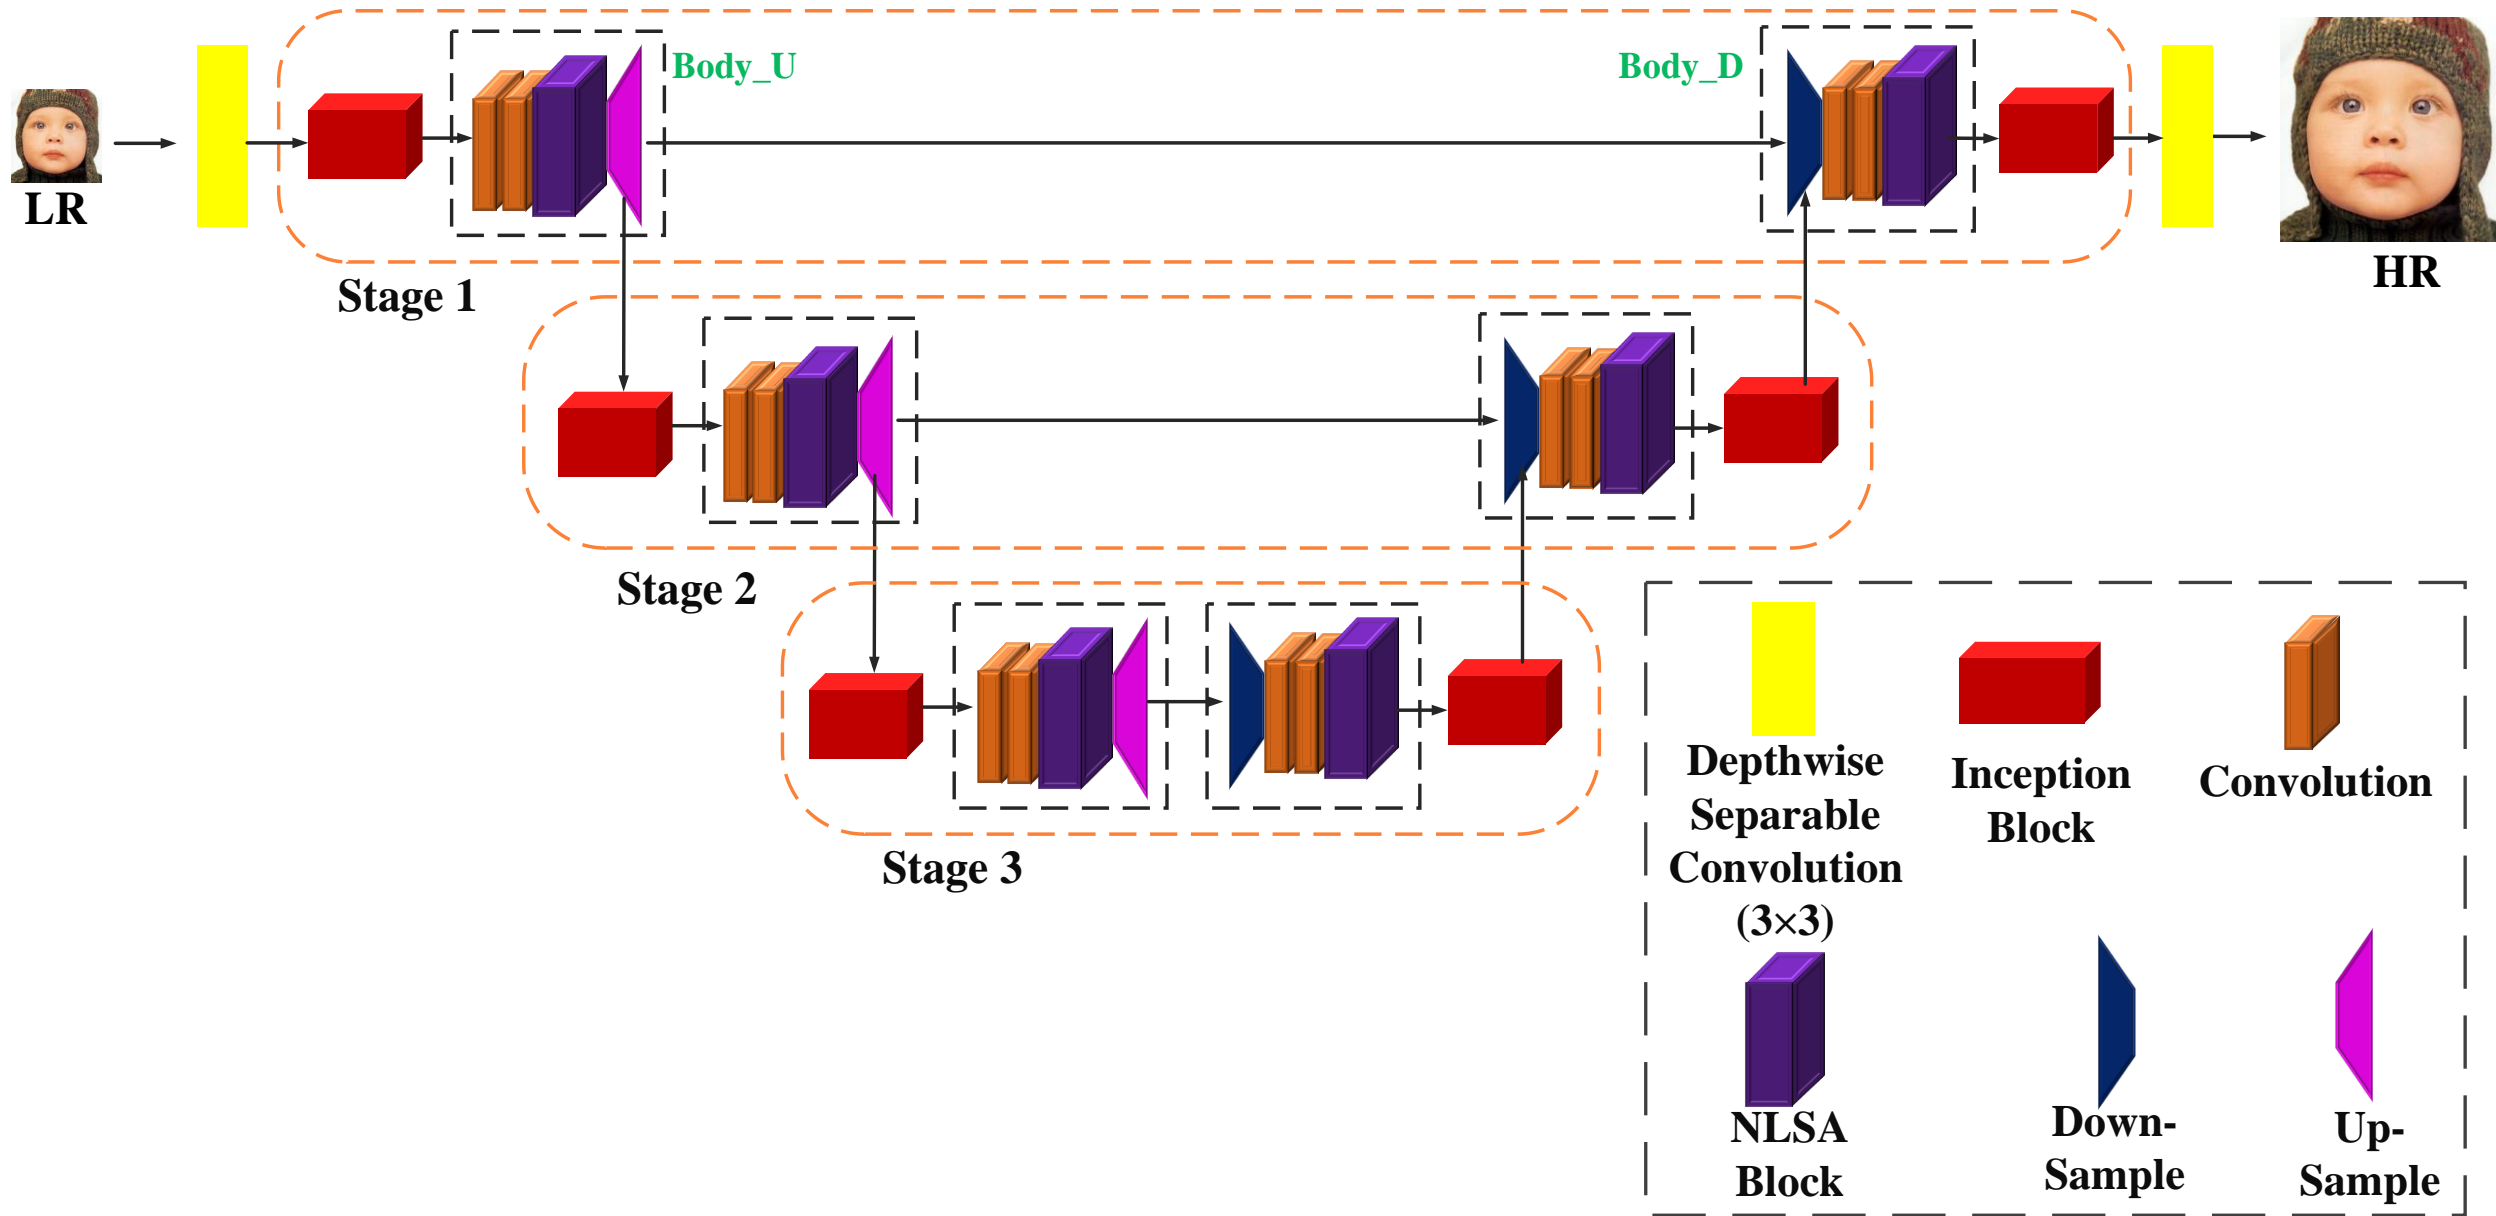 Body_U
Body_D
LR
HR
Stage 1
Stage 2
Stage 3
Depthwise
Separable
Convolution
(3×3)
Inception
Block
Convolution
NLSA
Block
Down-
Sample
Up-
Sample